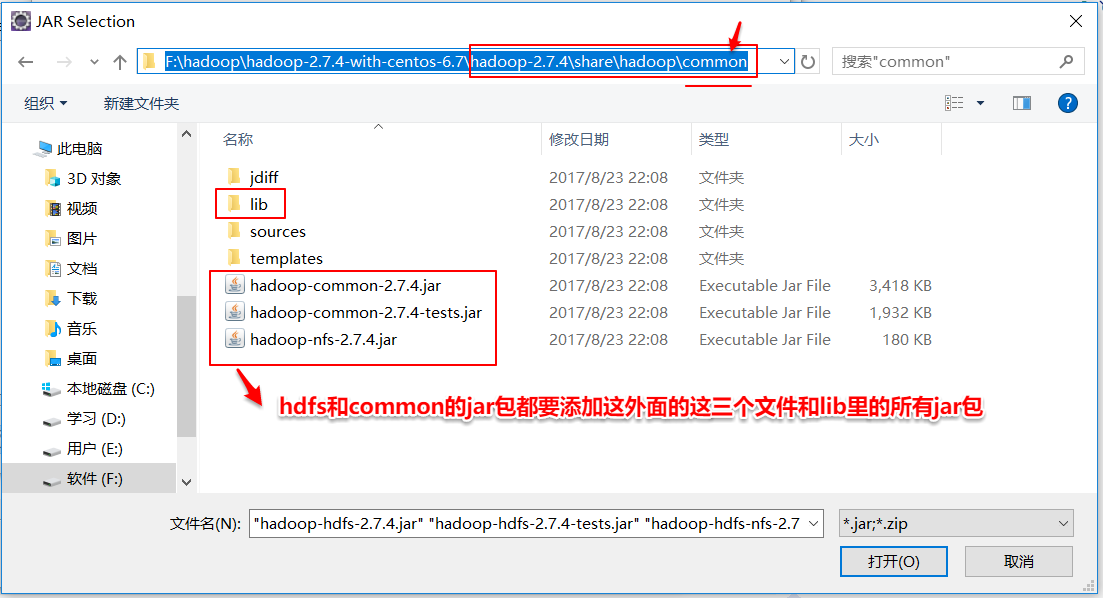 JAR Selection
F:\hadoop\hadoop-2.7.4-with-centos-6.7\hadoop-2.7.4\share\hadoop\common
搜索"common"
组织 新建文件夹
名称 修改日期 类型 大小
此电脑
3D 对象
视频
图片
文档
下载
音乐
桌面
本地磁盘 (C:)
学习 (D:)
用户 (E:)
软件 (F:)
jdiff 2017/8/23 22:08 文件夹
lib 2017/8/23 22:08 文件夹
sources 2017/8/23 22:08 文件夹
templates 2017/8/23 22:08 文件夹
hadoop-common-2.7.4.jar 2017/8/23 22:08 Executable Jar File 3,418 KB
hadoop-common-2.7.4-tests.jar 2017/8/23 22:08 Executable Jar File 1,932 KB
hadoop-nfs-2.7.4.jar 2017/8/23 22:08 Executable Jar File 180 KB
hdfs和common的jar包都要添加这外面的这三个文件和lib里的所有jar包
文件名(N): "hadoop-hdfs-2.7.4.jar" "hadoop-hdfs-2.7.4-tests.jar" "hadoop-hdfs-nfs-2.7 *.jar;*.zip
打开(O) 取消